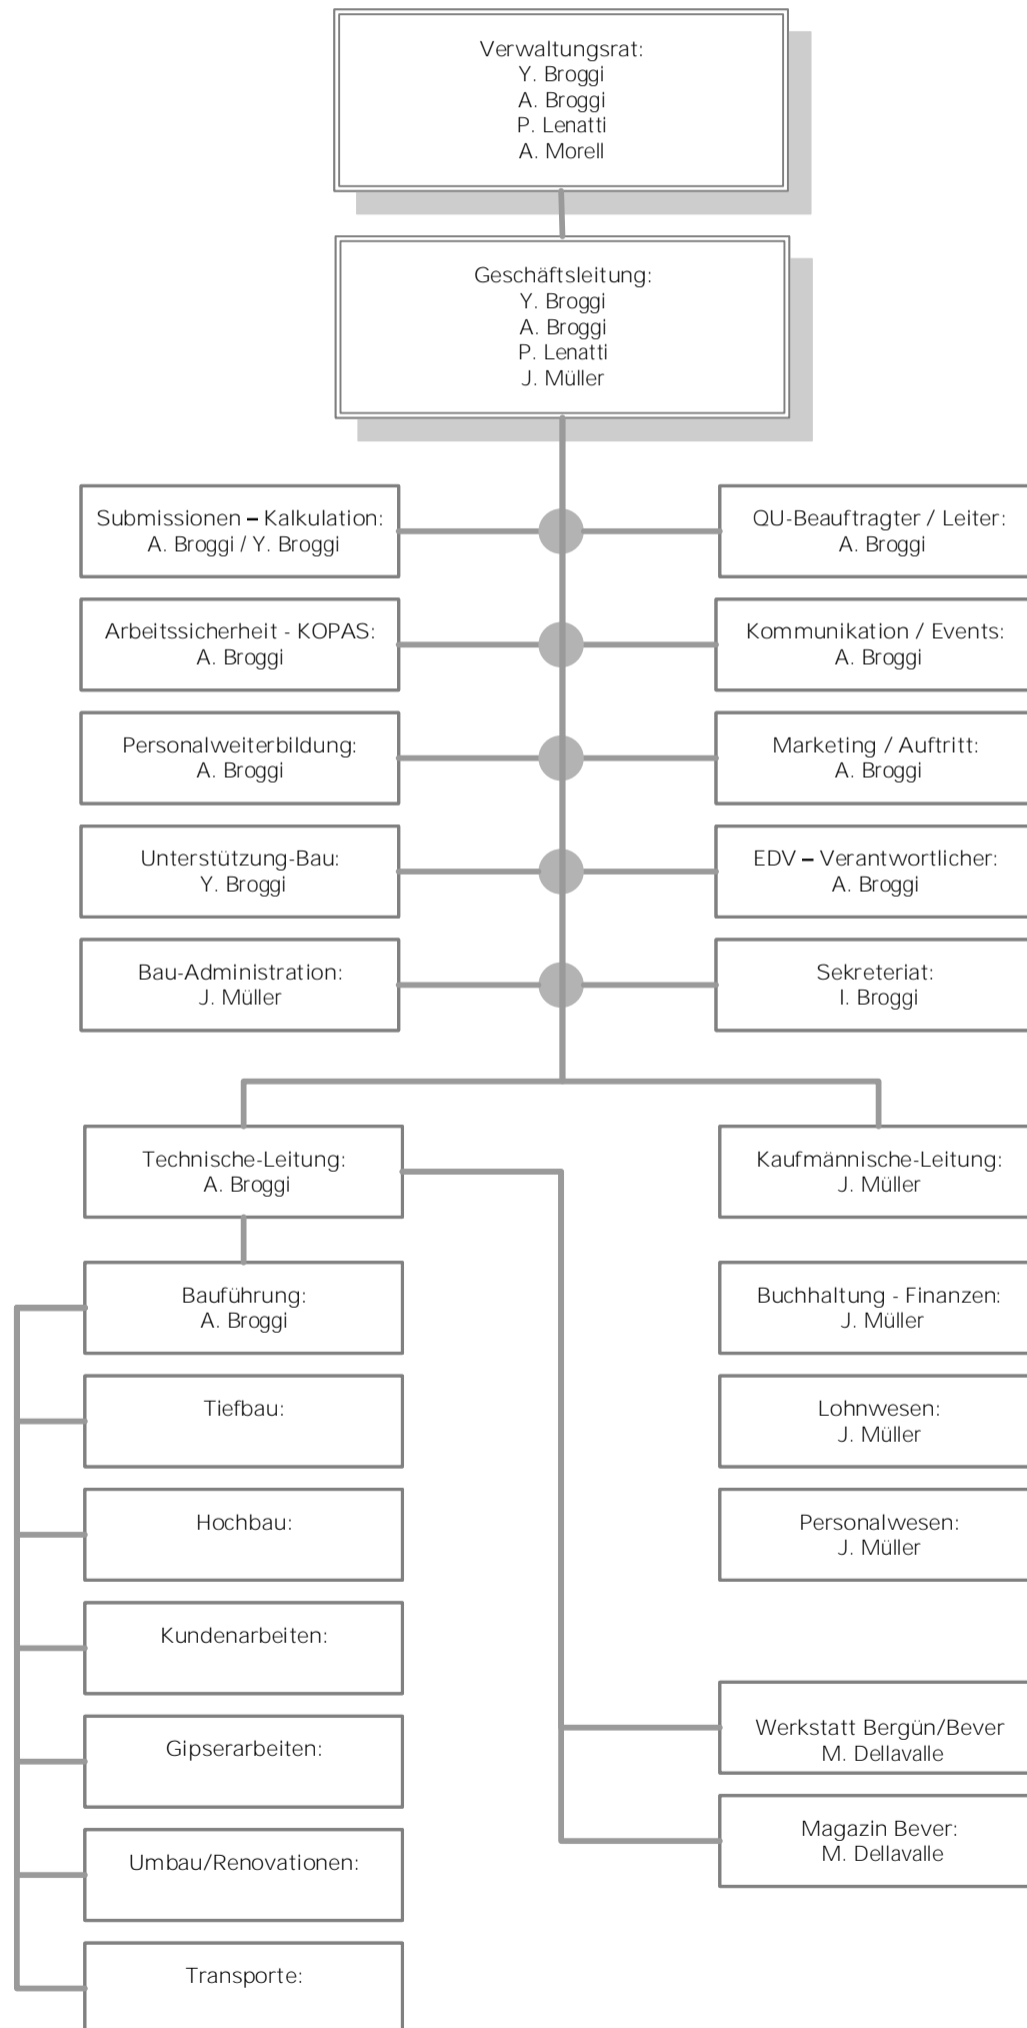 Verwaltungsrat:
Y. Broggi
A. Broggi
P. Lenatti
A. Morell
Geschäftsleitung:
Y. Broggi
A. Broggi
P. Lenatti
J. Müller
Submissionen – Kalkulation:
A. Broggi / Y. Broggi
QU-Beauftragter / Leiter:
A. Broggi
Arbeitssicherheit - KOPAS:
A. Broggi
Kommunikation / Events:
A. Broggi
Personalweiterbildung:
A. Broggi
Marketing / Auftritt:
A. Broggi
Unterstützung-Bau:
Y. Broggi
EDV – Verantwortlicher:
A. Broggi
Bau-Administration:
J. Müller
Sekreteriat:
I. Broggi
Technische-Leitung:
A. Broggi
Kaufmännische-Leitung:
J. Müller
Bauführung:
A. Broggi
Buchhaltung - Finanzen:
J. Müller
Tiefbau:
Lohnwesen:
J. Müller
Hochbau:
Personalwesen:
J. Müller
Kundenarbeiten:
Gipserarbeiten:
Werkstatt Bergün/Bever
M. Dellavalle
Umbau/Renovationen:
Magazin Bever:
M. Dellavalle
Transporte: